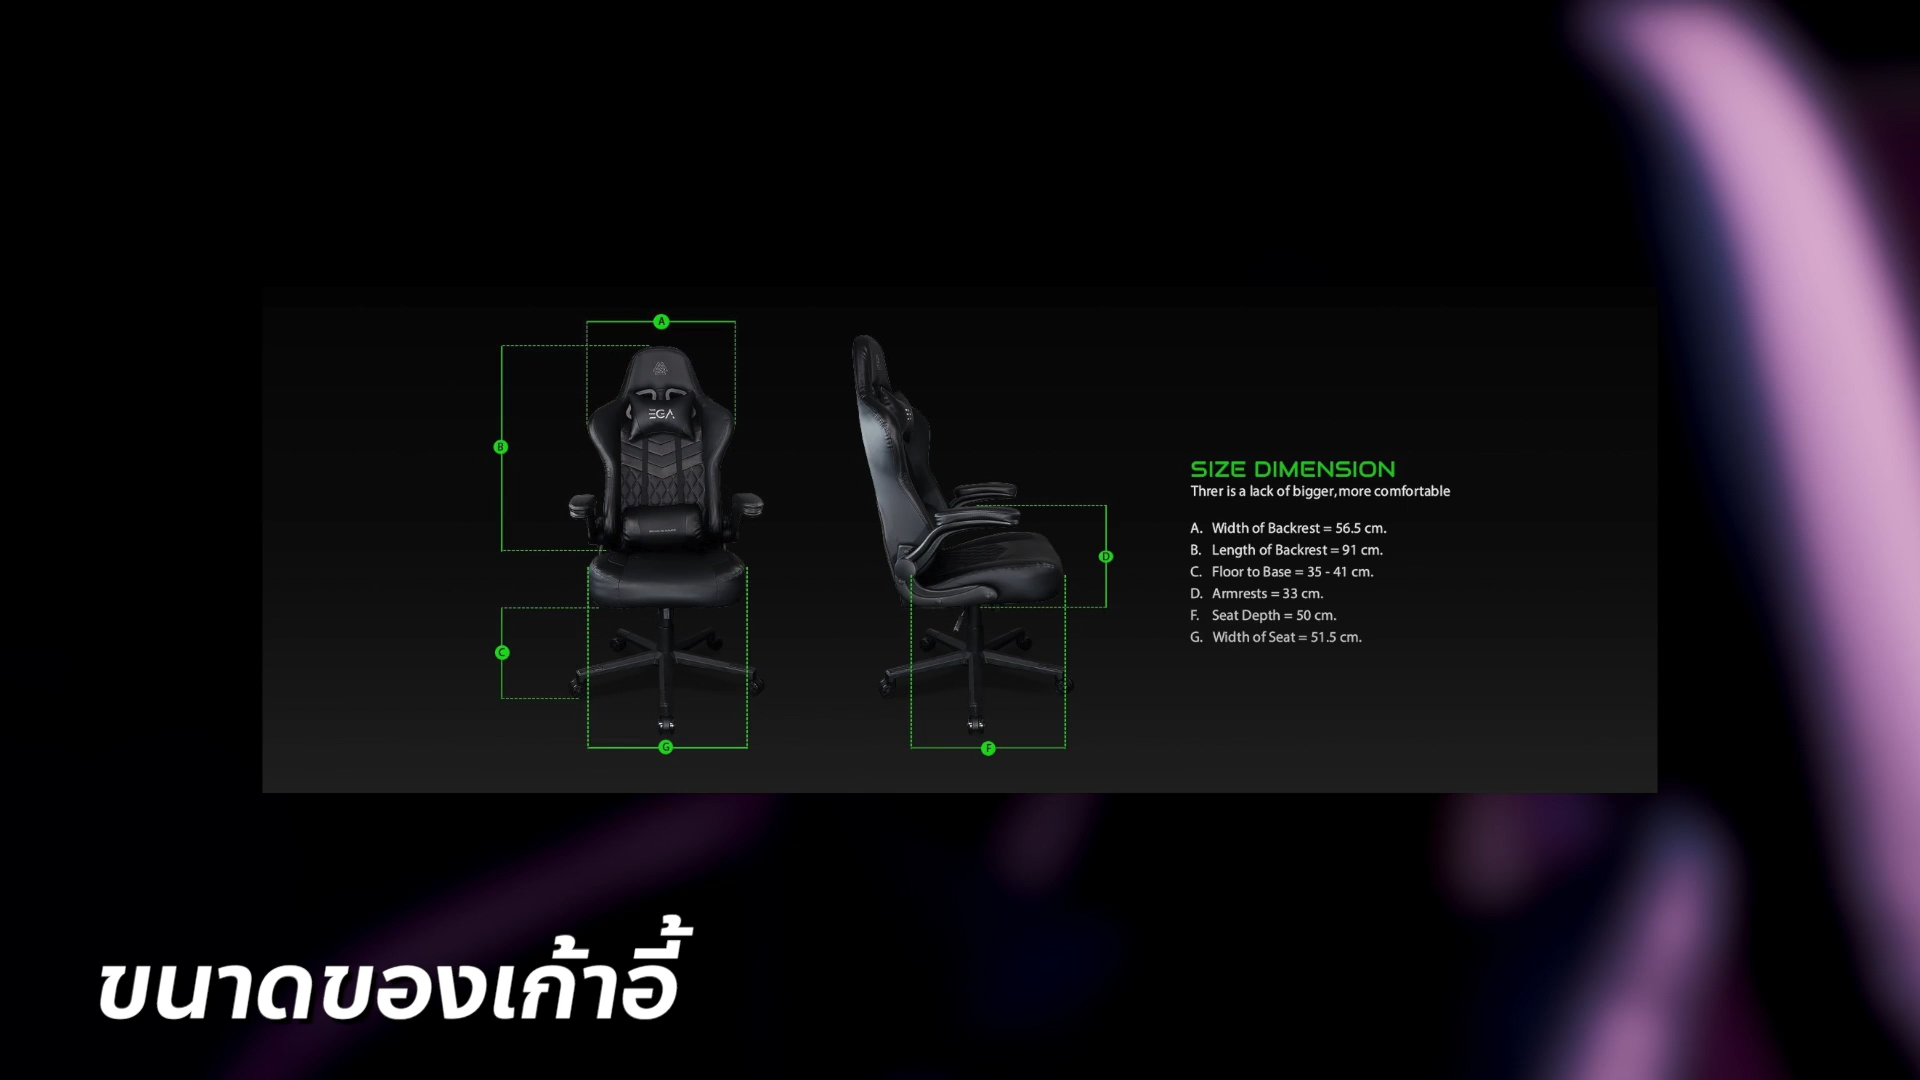 A
B
EGA
SIZE DIMENSION
Threr is a lack of bigger,more comfortable
A. Width of Backrest = 56.5 cm.
B. Length of Backrest = 91 cm.
C. Floor to Base = 35 - 41 cm.
D. Armrests = 33 cm.
F. Seat Depth = 50 cm.
G. Width of Seat = 51.5 cm.
D
C
G
F
ขนาดของเก้าอี้